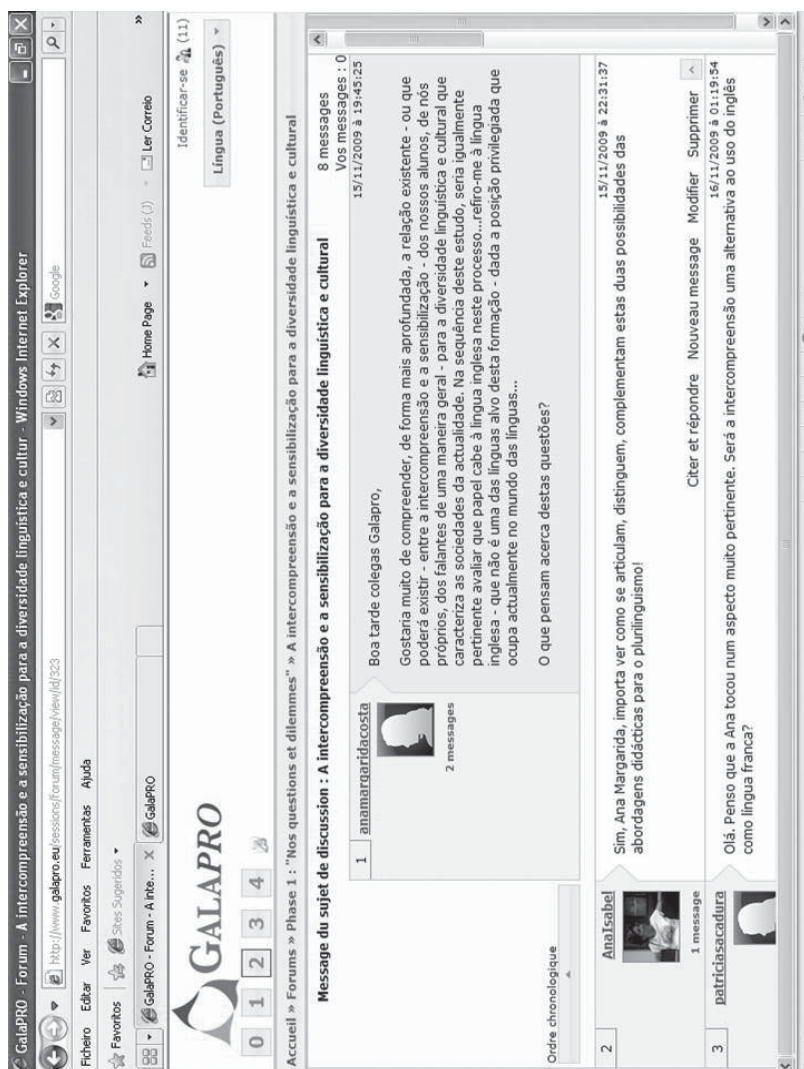 GalaPRO - Forum - A intercompreensão e a sensibilização para a diversidade linguística e cultur - Windows Internet Explorer
http://www.galapro.eu/sessions/forum/message/view/id/323
Google
Ficheiro Editar Ver Favoritos Ferramentas Ajuda
Favoritos Sites Sugeridos
GalaPRO - Forum - A inte... GalaPRO
Home Page Feeds (J) Ler Correio »
GALAPRO
Identificar-se (11)
0 1 2 3 4
Língua (Português)
Accueil » Forums » Phase 1 : "Nos questions et dilemmes" » A intercompreensão e a sensibilização para a diversidade linguística e cultural
Message du sujet de discussion : A intercompreensão e a sensibilização para a diversidade linguística e cultural
8 messages
Vos messages : 0
Ordre chronologique
1 anamargaridacosta
15/11/2009 à 19:45:25
2 messages
Boa tarde colegas Galapro,
Gostaria muito de compreender, de forma mais aprofundada, a relação existente - ou que
poderá existir - entre a intercompreensão e a sensibilização - dos nossos alunos, de nós
próprios, dos falantes de uma maneira geral - para a diversidade linguística e cultural que
caracteriza as sociedades da actualidade. Na sequência deste estudo, seria igualmente
pertinente avaliar que papel cabe à língua inglesa neste processo...refiro-me à língua
inglesa - que não é uma das línguas alvo desta formação - dada a posição privilegiada que
ocupa actualmente no mundo das línguas...
O que pensam acerca destas questões?
2 AnaIsabel
15/11/2009 à 22:31:37
1 message
Sim, Ana Margarida, importa ver como se articulam, distinguem, complementam estas duas possibilidades das
abordagens didácticas para o plurilinguismo!
Citer et répondre Nouveau message Modifier Supprimer
3 patriciasacadura
16/11/2009 à 01:19:54
Olá. Penso que a Ana tocou num aspecto muito pertinente. Será a intercompreensão uma alternativa ao uso do inglês
como língua franca?